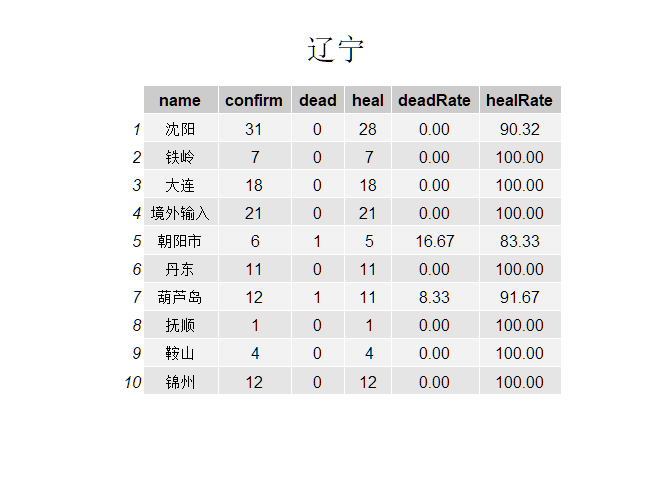 辽宁
name confirm dead heal deadRate healRate
1 沈阳 31 0 28 0.00 90.32
2 铁岭 7 0 7 0.00 100.00
3 大连 18 0 18 0.00 100.00
4 境外输入 21 0 21 0.00 100.00
5 朝阳市 6 1 5 16.67 83.33
6 丹东 11 0 11 0.00 100.00
7 葫芦岛 12 1 11 8.33 91.67
8 抚顺 1 0 1 0.00 100.00
9 鞍山 4 0 4 0.00 100.00
10 锦州 12 0 12 0.00 100.00